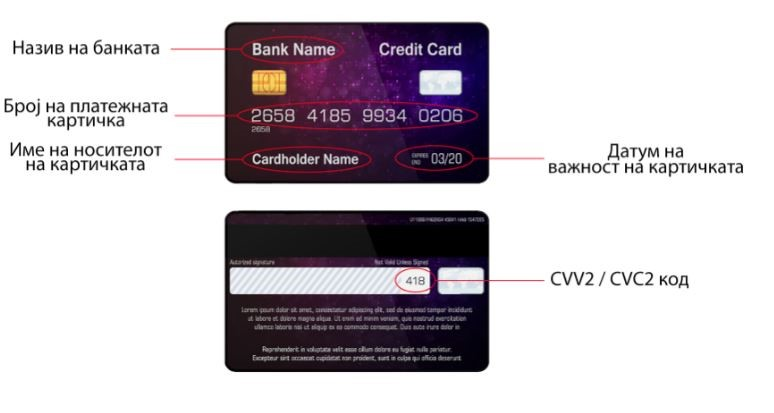 Назив на банката
Bank Name
Credit Card
Број на платежната
картичка
2658 4185 9934 0206
2658
Име на носителот
на картичката
Cardholder Name
EXPIRES
END
03/20
Датум на
важност на картичката
Autorized signature
Not Valid Unless Signed
418
CVV2 / CVC2 код
Lorem ipsum dolor sit amet, consectetur adipiscing elit, sed do eiusmod tempor incididunt
ut labore et dolore magna aliqua. Ut enim ad minim veniam, quis nostrud exercitation
ullamco laboris nisi ut aliquip ex ea commodo consequat. Duis aute irure dolor in
Reprehenderit in voluptate velit esse cillum dolore eu fugiat nulla pariatur.
Excepteur sint occaecat cupidatat non proident, sunt in culpa qui officia deserunt